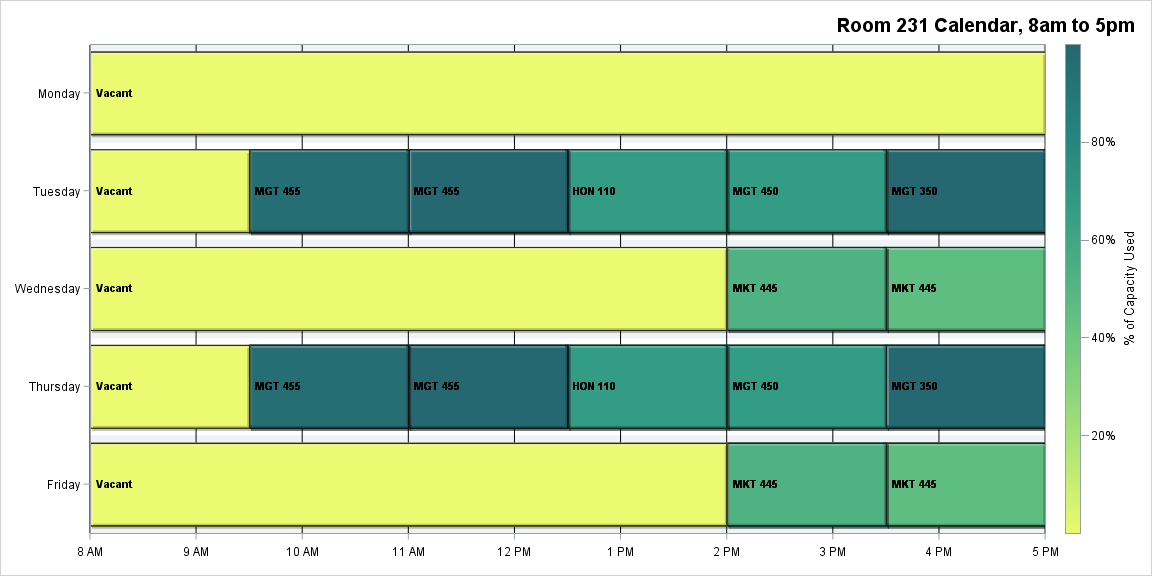 Room 231 Calendar, 8am to 5pm
Monday
Vacant
Tuesday
Vacant
MGT 455
MGT 455
HON 110
MGT 450
MGT 350
Wednesday
Vacant
MKT 445
MKT 445
Thursday
Vacant
MGT 455
MGT 455
HON 110
MGT 450
MGT 350
Friday
Vacant
MKT 445
MKT 445
8 AM
9 AM
10 AM
11 AM
12 PM
1 PM
2 PM
3 PM
4 PM
5 PM
80%
60%
40%
20%
% of Capacity Used